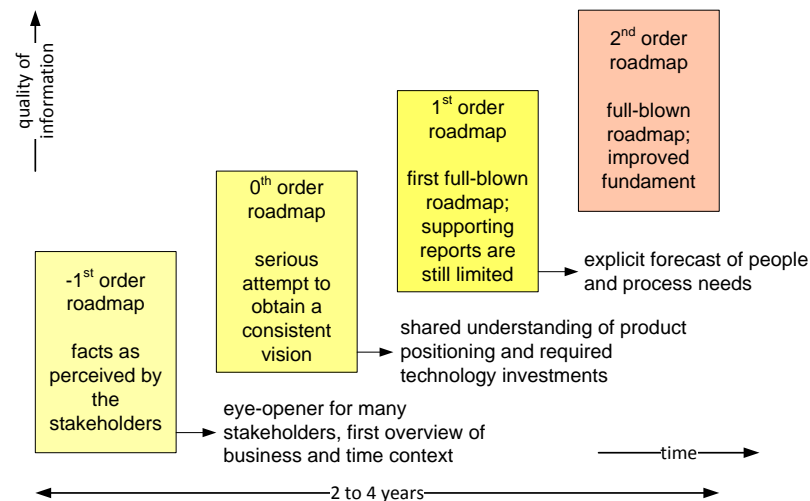 quality of
information
2nd order
roadmap
full-blown
roadmap;
improved
fundament
1st order
roadmap
first full-blown
roadmap;
supporting
reports are
still limited
explicit forecast of people
and process needs
0th order
roadmap
serious
attempt to
obtain a
consistent
vision
shared understanding of product
positioning and required
technology investments
-1st order
roadmap
facts as
perceived by
the
stakeholders
eye-opener for many
stakeholders, first overview of
business and time context
time
2 to 4 years